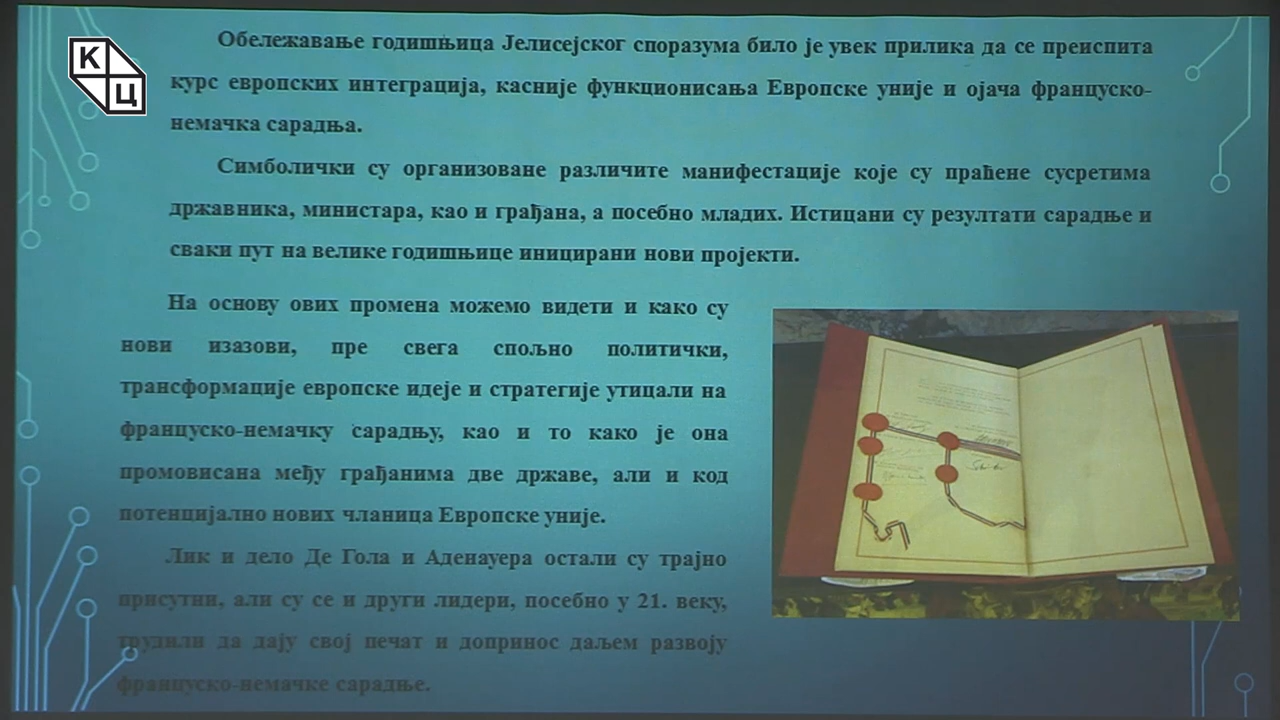 К
Ц
Обележавање годишњица Јелисејског споразума било је увек прилика да се преиспита
курс европских интеграција, касније функционисања Европске уније и ојача француско-
немачка сарадња.
Симболички су организоване различите манифестације које су праћене сусретима
државника, министара, као и грађана, а посебно младих. Истицани су резултати сарадње и
сваки пут на велике годишњице иницирани нови пројекти.
На основу ових промена можемо видети и како су
нови изазови, пре свега спољно политички,
трансформације европске идеје и стратегије утицали на
француско-немачку сарадњу, као и то како је она
промовисана међу грађанима две државе, али и код
потенцијално нових чланица Европске уније.
Лик и дело Де Гола и Аденауера остали су трајно
присутни, али су се и други лидери, посебно у 21. веку,
трудили да дају свој печат и допринос даљем развоју
француско-немачке сарадње.